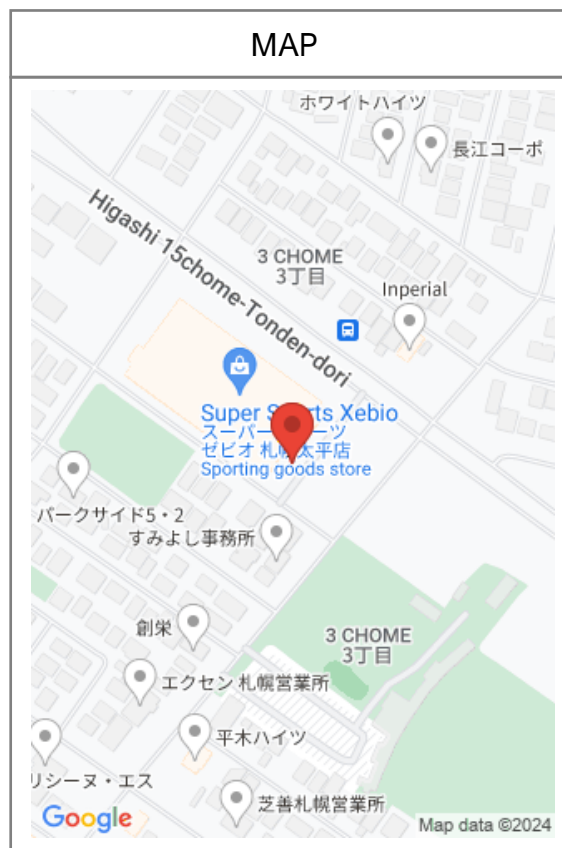 MAP
ホワイトハイツ
長江コーポ
Higashi 15chome-Tonden-dori
3 CHOME
3丁目
Inperial
Super Sports Xebio
スーパースポーツ
ゼビオ 札幌太平店
Sporting goods store
パークサイド5・2
すみよし事務所
3 CHOME
3丁目
創栄
エクセン 札幌営業所
平木ハイツ
リシーヌ・エス
芝善札幌営業所
Google
Map data ©2024